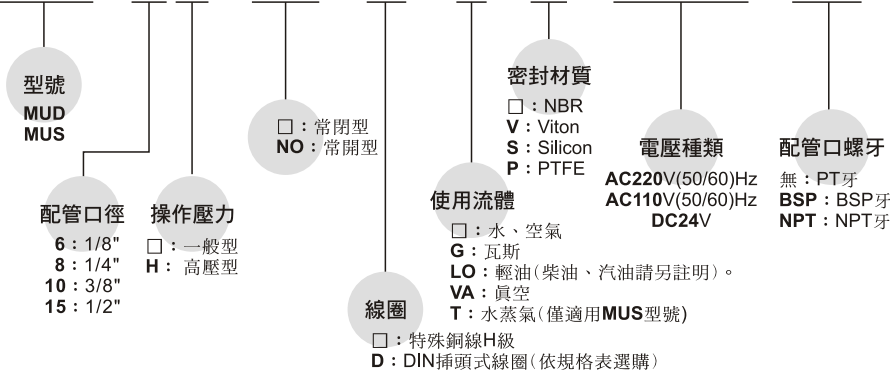 型號
MUD
MUS
配管口徑
6：1/8"
8：1/4"
10：3/8"
15：1/2"
操作壓力
□：一般型
H： 高壓型
□：常閉型
NO：常開型
線圈
□：特殊銅線H級
D：DIN插頭式線圈(依規格表選購)
使用流體
□：水、空氣
G：瓦斯
LO：輕油(柴油、汽油請另註明)。
VA：眞空
T：水蒸氣(僅適用MUS型號)
密封材質
□：NBR
V：Viton
S：Silicon
P：PTFE
電壓種類
AC220V(50/60)Hz
AC110V(50/60)Hz
DC24V
配管口螺牙
無：PT牙
BSP：BSP牙
NPT：NPT牙